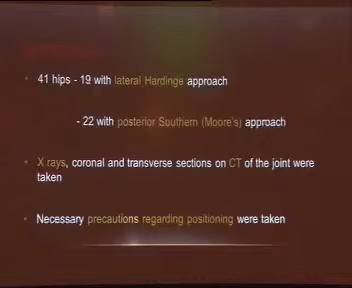 41 hips - 19 with lateral Hardinge approach
- 22 with posterior Southern (Moore's) approach
X rays, coronal and transverse sections on CT of the joint were
taken
Necessary precautions regarding positioning were taken